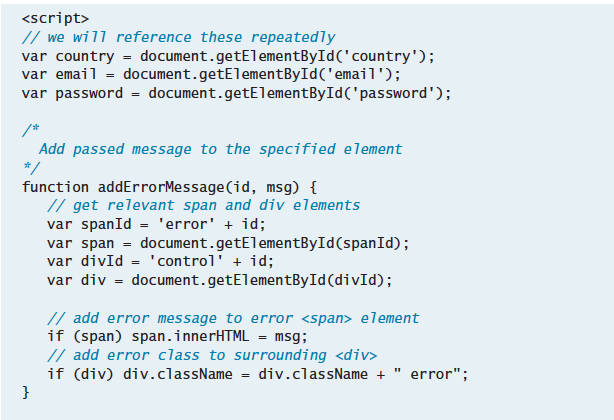 <script>
// we will reference these repeatedly
var country = document.getElementById('country');
var email = document.getElementById('email');
var password = document.getElementById('password');
/*
Add passed message to the specified element
*/
function addErrorMessage(id, msg) {
// get relevant span and div elements
var spanId = 'error' + id;
var span = document.getElementById(spanId);
var divId = 'control' + id;
var div = document.getElementById(divId);
// add error message to error <span> element
if (span) span.innerHTML = msg;
// add error class to surrounding <div>
if (div) div.className = div.className + " error";
}